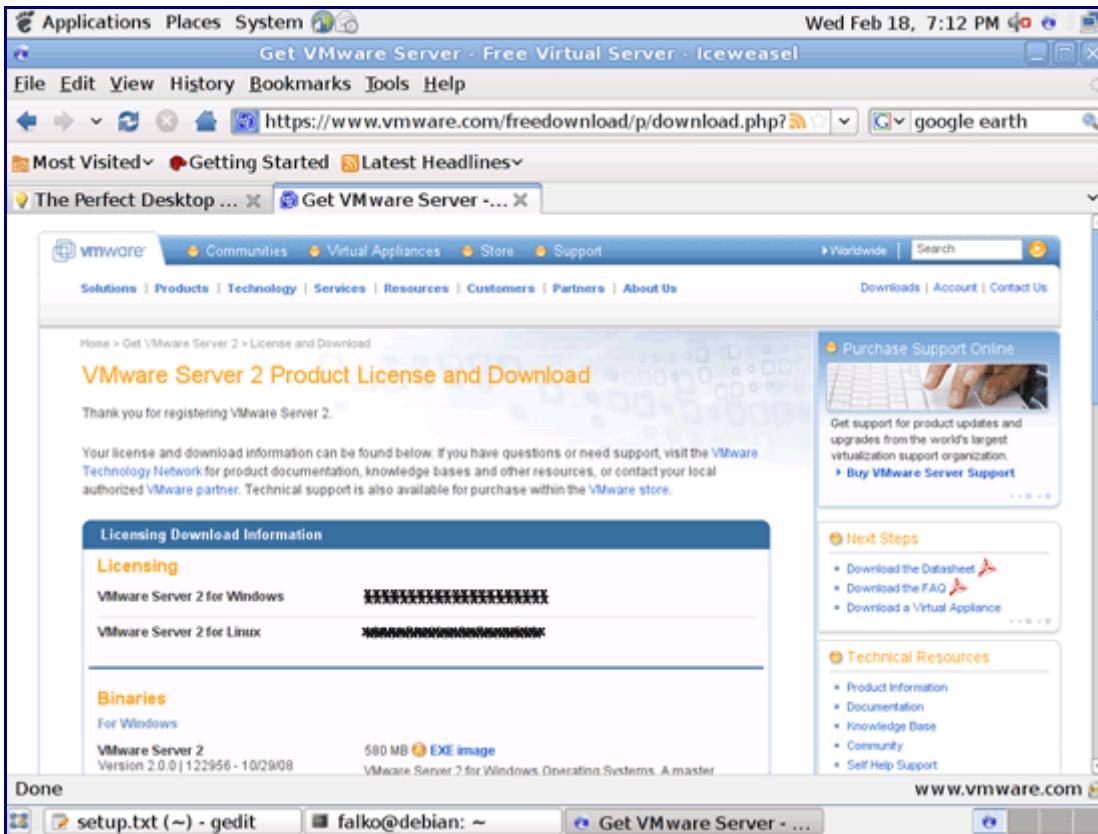 Applications Places System Wed Feb 18, 7:12 PM
Get VMware Server - Free Virtual Server - Iceweasel
File Edit View History Bookmarks Tools Help
https://www.vmware.com/freedownload/p/download.php? google earth
Most Visited Getting Started Latest Headlines
The Perfect Desktop ... Get VMware Server -...
vmware Communities Virtual Appliances Store Support Worldwide Search
Solutions | Products | Technology | Services | Resources | Customers | Partners | About Us Downloads | Account | Contact Us
Home > Get VMware Server 2 > License and Download
VMware Server 2 Product License and Download
Thank you for registering VMware Server 2.
Your license and download information can be found below. If you have questions or need support, visit the VMware
Technology Network for product documentation, knowledge bases and other resources, or contact your local
authorized VMware partner. Technical support is also available for purchase within the VMware store.
Licensing Download Information
Licensing
VMware Server 2 for Windows
VMware Server 2 for Linux
Binaries
For Windows
VMware Server 2 580 MB EXE image
Version 2.0.0 | 122956 - 10/29/08
VMware Server 2 for Windows Operating Systems. A master
Purchase Support Online
Get support for product updates and
upgrades from the world's largest
virtualization support organization.
Buy VMware Server Support
Next Steps
Download the Datasheet
Download the FAQ
Download a Virtual Appliance
Technical Resources
Product Information
Documentation
Knowledge Base
Community
Self Help Support
Done www.vmware.com
setup.txt (~) - gedit falko@debian: ~ Get VMware Server - ...